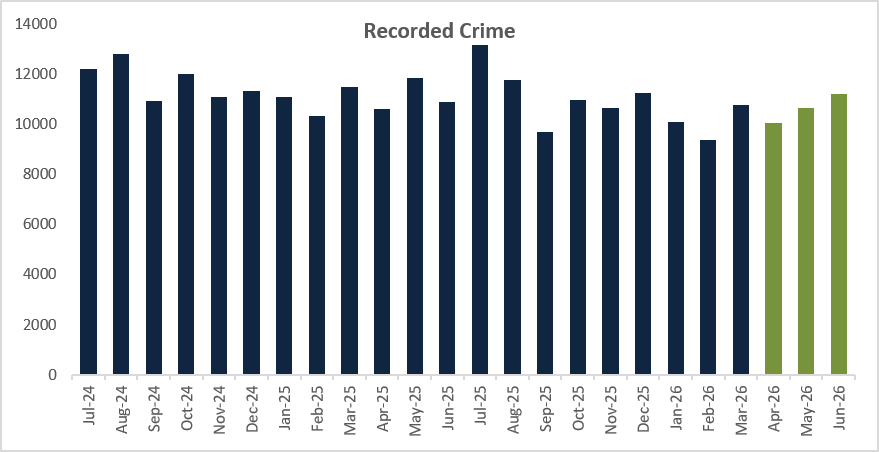 Recorded Crime
14000
12000
10000
8000
6000
4000
2000
0
Jul-24
Aug-24
Sep-24
Oct-24
Nov-24
Dec-24
Jan-25
Feb-25
Mar-25
Apr-25
May-25
Jun-25
Jul-25
Aug-25
Sep-25
Oct-25
Nov-25
Dec-25
Jan-26
Feb-26
Mar-26
Apr-26
May-26
Jun-26